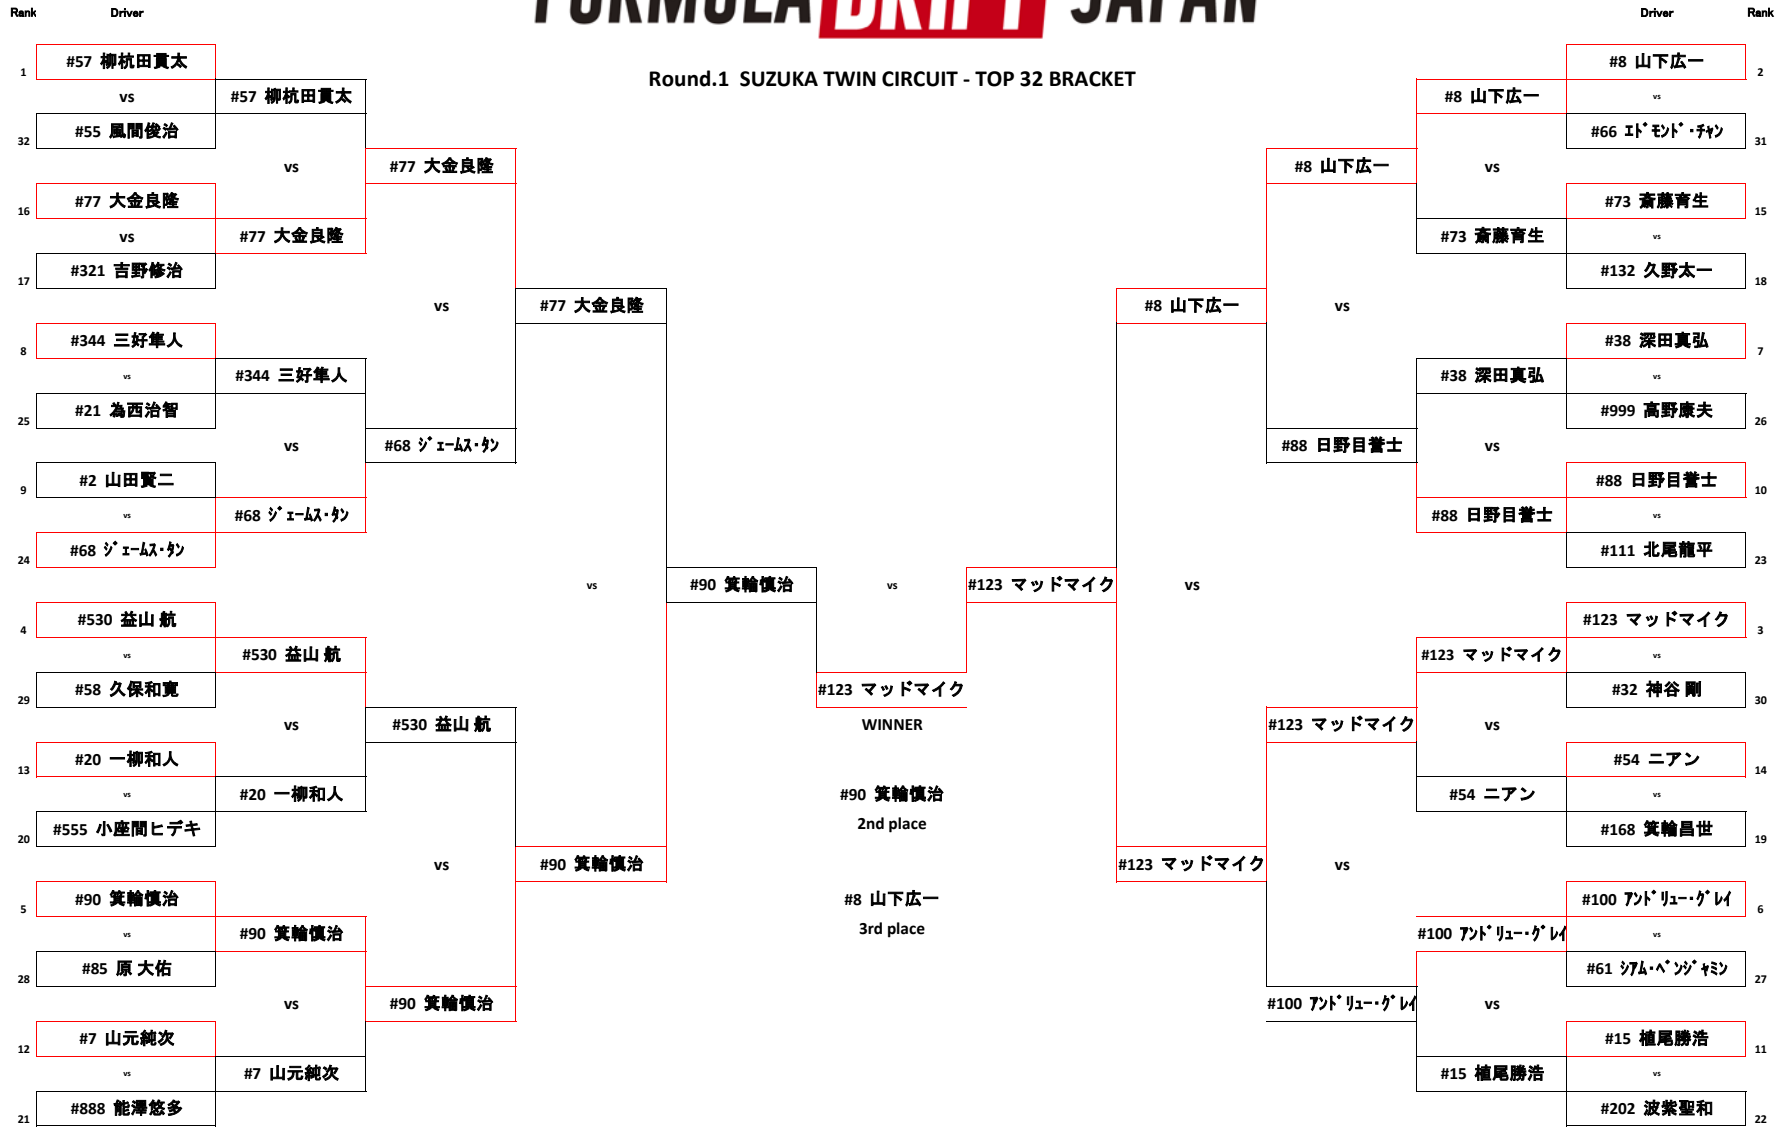 FORMULA DRIFT JAPAN
Round.1 SUZUKA TWIN CIRCUIT - TOP 32 BRACKET
Rank Driver
1 #57 柳杭田貫太
vs
32 #55 風間俊治
16 #77 大金良隆
vs
17 #321 吉野修治
8 #344 三好隼人
vs
25 #21 為西治智
9 #2 山田賢二
vs
24 #68 ｼﾞｪｰﾑｽ・ﾀﾝ
4 #530 益山 航
vs
29 #58 久保和寛
13 #20 一柳和人
vs
20 #555 小座間ヒデキ
5 #90 箕輪慎治
vs
28 #85 原 大佑
12 #7 山元純次
vs
21 #888 能澤悠多
#57 柳杭田貫太
vs
#77 大金良隆
#344 三好隼人
vs
#68 ｼﾞｪｰﾑｽ・ﾀﾝ
#530 益山 航
vs
#20 一柳和人
#90 箕輪慎治
vs
#7 山元純次
#77 大金良隆
vs
#68 ｼﾞｪｰﾑｽ・ﾀﾝ
#530 益山 航
vs
#90 箕輪慎治
#77 大金良隆
vs
#90 箕輪慎治
#90 箕輪慎治
vs
#123 マッドマイク
#123 マッドマイク
WINNER
#90 箕輪慎治
2nd place
#8 山下広一
3rd place
#8 山下広一
vs
#123 マッドマイク
#8 山下広一
vs
#88 日野目誉士
#123 マッドマイク
vs
#100 ｱﾝﾄﾞﾘｭｰ・ｸﾞﾚｲ
#8 山下広一
vs
#73 斎藤育生
#38 深田真弘
vs
#88 日野目誉士
#123 マッドマイク
vs
#54 ニアン
#100 ｱﾝﾄﾞﾘｭｰ・ｸﾞﾚｲ
vs
#15 植尾勝浩
Driver Rank
#8 山下広一 2
vs
#66 ｴﾄﾞﾓﾝﾄﾞ・ﾁｬﾝ 31
#73 斎藤育生 15
vs
#132 久野太一 18
#38 深田真弘 7
vs
#999 高野康夫 26
#88 日野目誉士 10
vs
#111 北尾龍平 23
#123 マッドマイク 3
vs
#32 神谷 剛 30
#54 ニアン 14
vs
#168 箕輪昌世 19
#100 ｱﾝﾄﾞﾘｭｰ・ｸﾞﾚｲ 6
vs
#61 ｼｱﾑ・ﾍﾞﾝｼﾞｬﾐﾝ 27
#15 植尾勝浩 11
vs
#202 波紫聖和 22